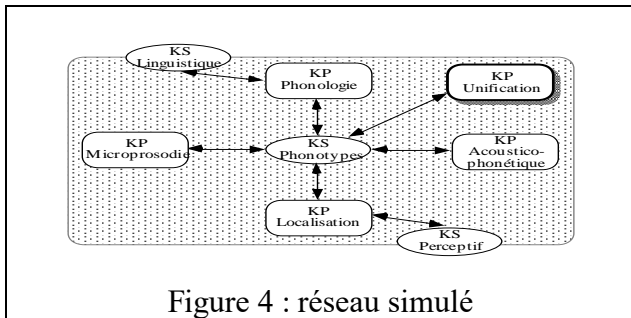 KS
Linguistique
KP
Phonologie
KP
Unification
KP
Microprosodie
KS
Phonotypes
KP
Acoustico-
phonétique
KP
Localisation
KS
Perceptif
Figure 4 : réseau simulé